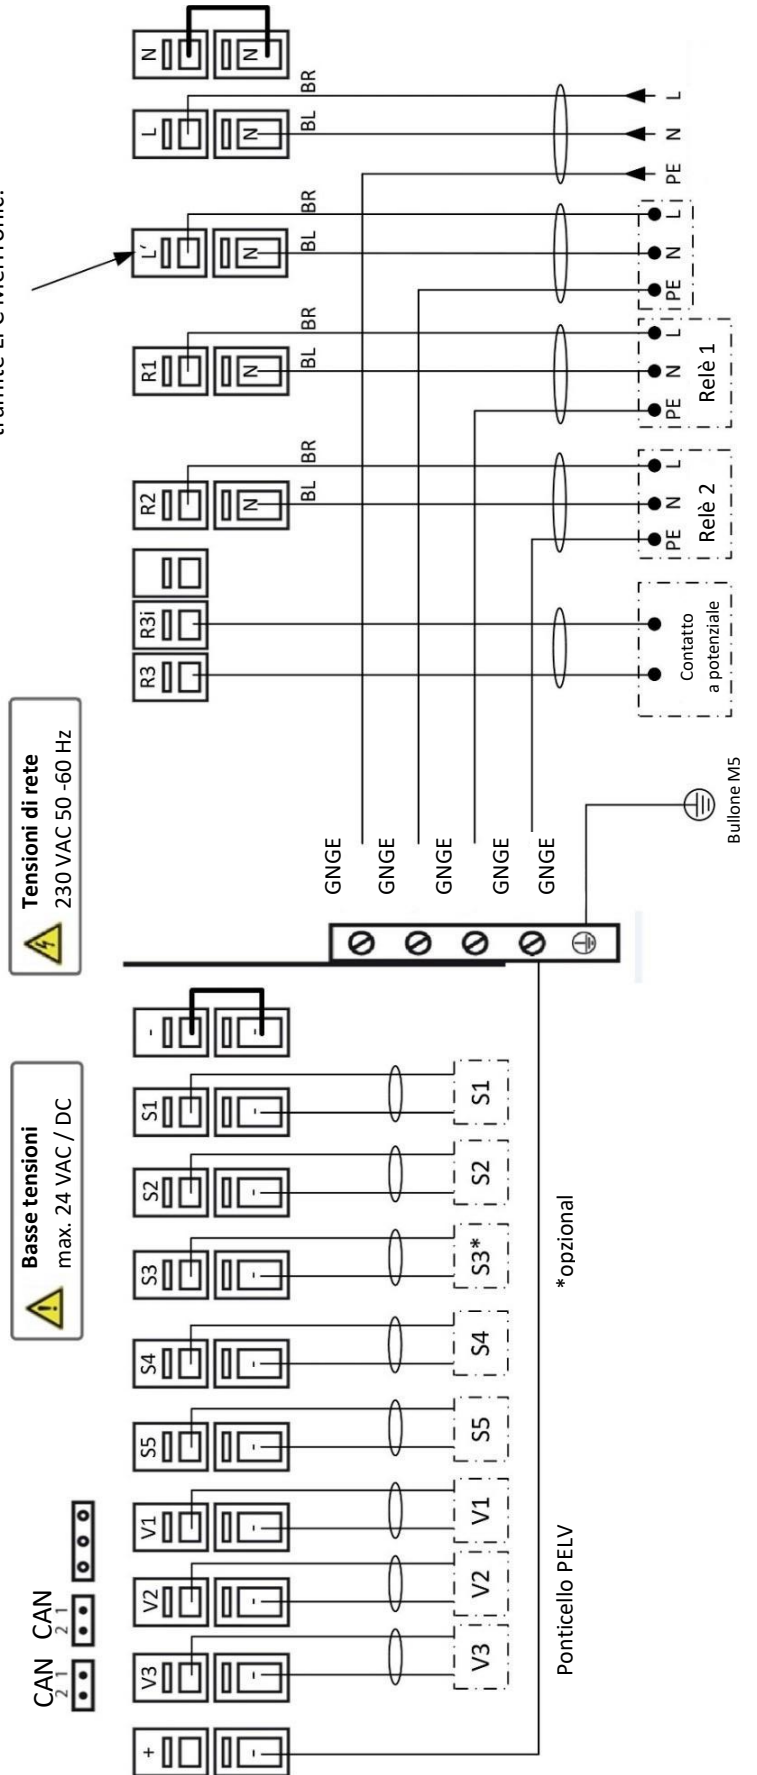 tramite
Basse tensioni
max. 24 VAC / DC
Tensioni di rete
230 VAC 50 -60 Hz
CAN CAN
2 1 2 1
+ V3 V2 V1 S5 S4 S3 S2 S1 - R3 R3i R2 R1 L' L N
- - - - - - - - - - N N N N N
BL BR BL BR BL BR BL BR
GNGE
GNGE
GNGE
GNGE
GNGE
V3 V2 V1 S5 S4 S3* S2 S1
Ponticello PELV
*opzional
Bullone M5
Contatto
a potenziale
PE N L
Relè 2
PE N L
Relè 1
PE N L
PE N L